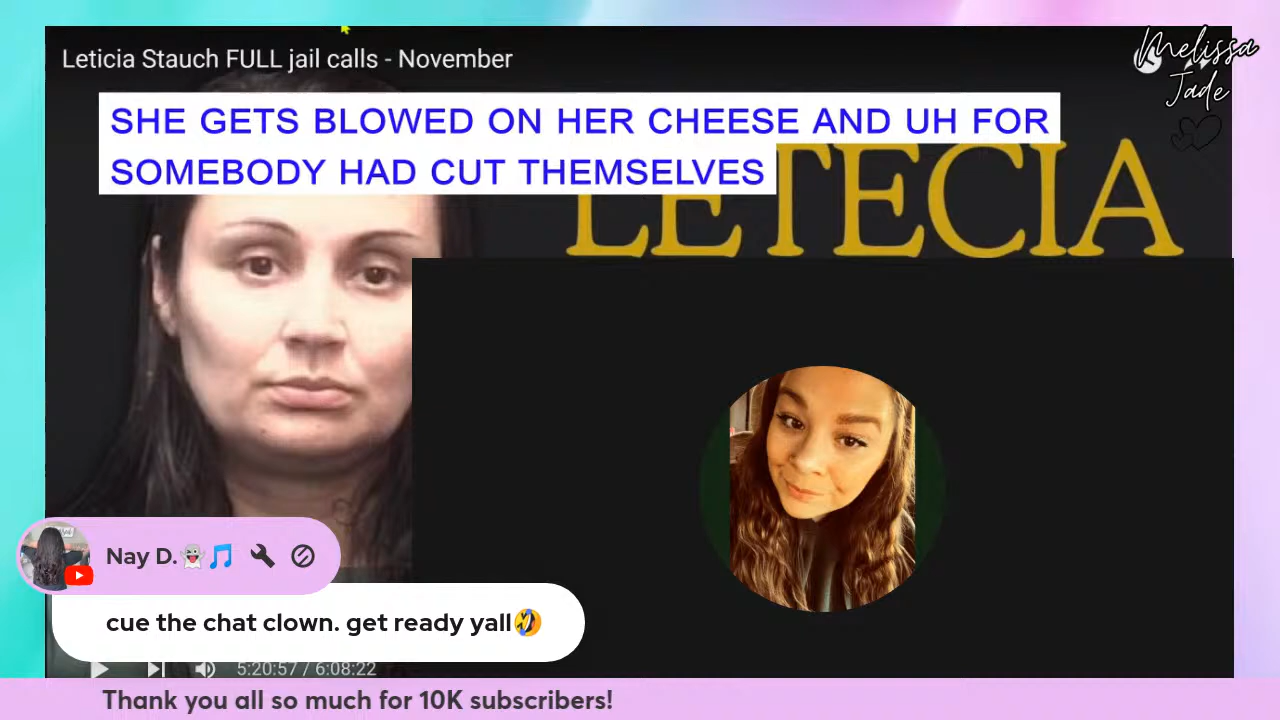 Leticia Stauch FULL jail calls - November
Melissa
Jade
SHE GETS BLOWED ON HER CHEESE AND UH FOR
SOMEBODY HAD CUT THEMSELVES
LETECIA
Nay D.👻🎵
cue the chat clown. get ready yall🤣
5:20:57 / 6:08:22
Thank you all so much for 10K subscribers!